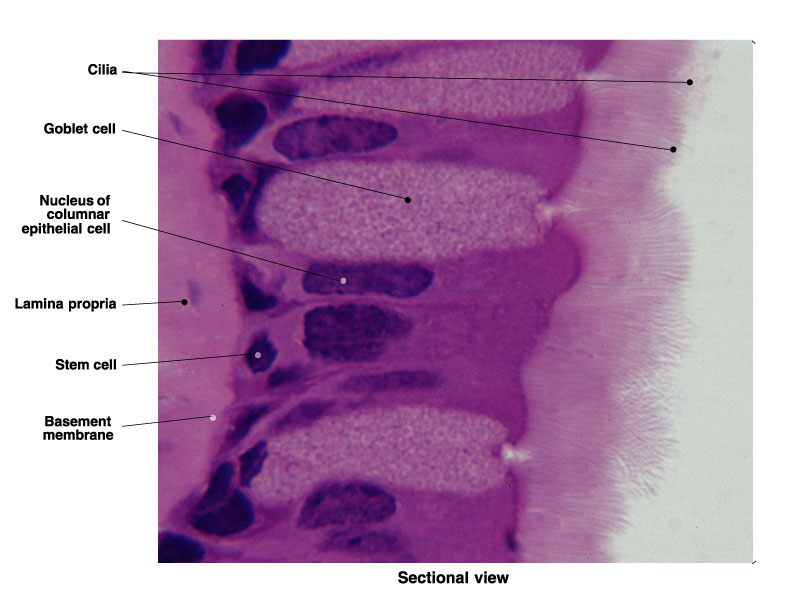 Cilia
Goblet cell
Nucleus of
columnar
epithelial cell
Lamina propria
Stem cell
Basement
membrane
Sectional view